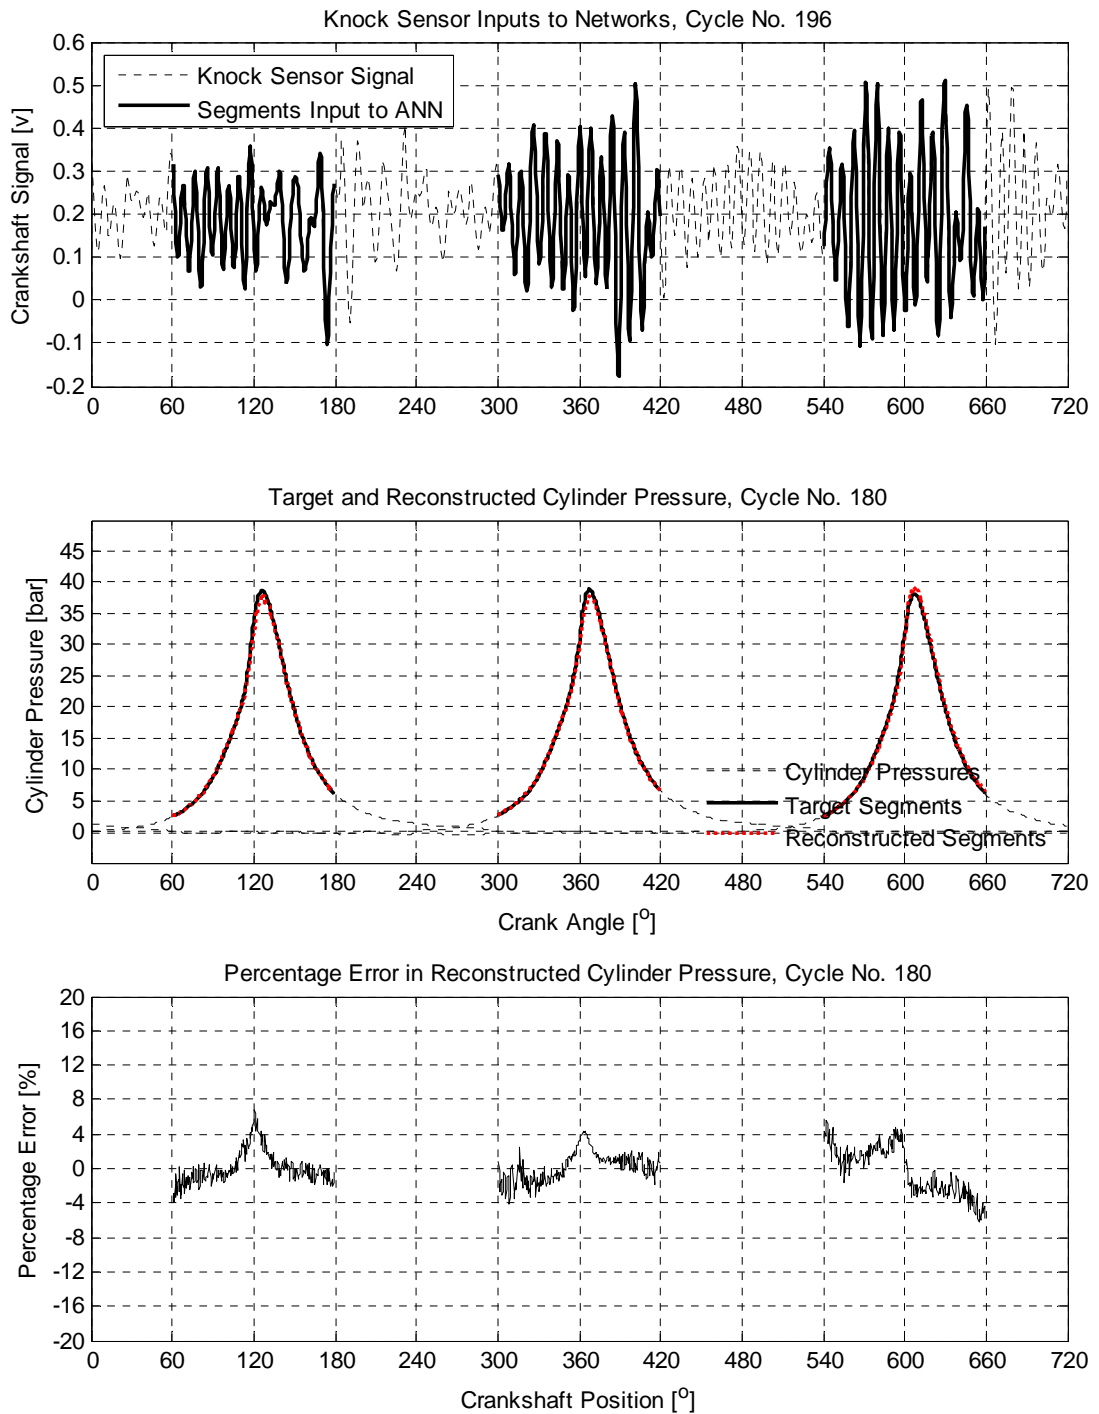 Knock Sensor Inputs to Networks, Cycle No. 196
0.6
0.5
0.4
0.3
0.2
0.1
0
-0.1
-0.2
Crankshaft Signal [v]
Knock Sensor Signal
Segments Input to ANN
0 60 120 180 300 360 420 480 540 600 660 720
Target and Reconstructed Cylinder Pressure, Cycle No. 180
45
40
35
30
25
20
15
10
5
0
Cylinder Pressure [bar]
Cylinder Pressures
Target Segments
Reconstructed Segments
0 60 120 180 300 360 420 480 540 600 660 720
Crank Angle [o]
Percentage Error in Reconstructed Cylinder Pressure, Cycle No. 180
20
16
12
8
4
0
-4
-8
-12
-16
-20
Percentage Error [%]
0 60 120 180 300 360 420 480 540 600 660 720
Crankshaft Position [o]